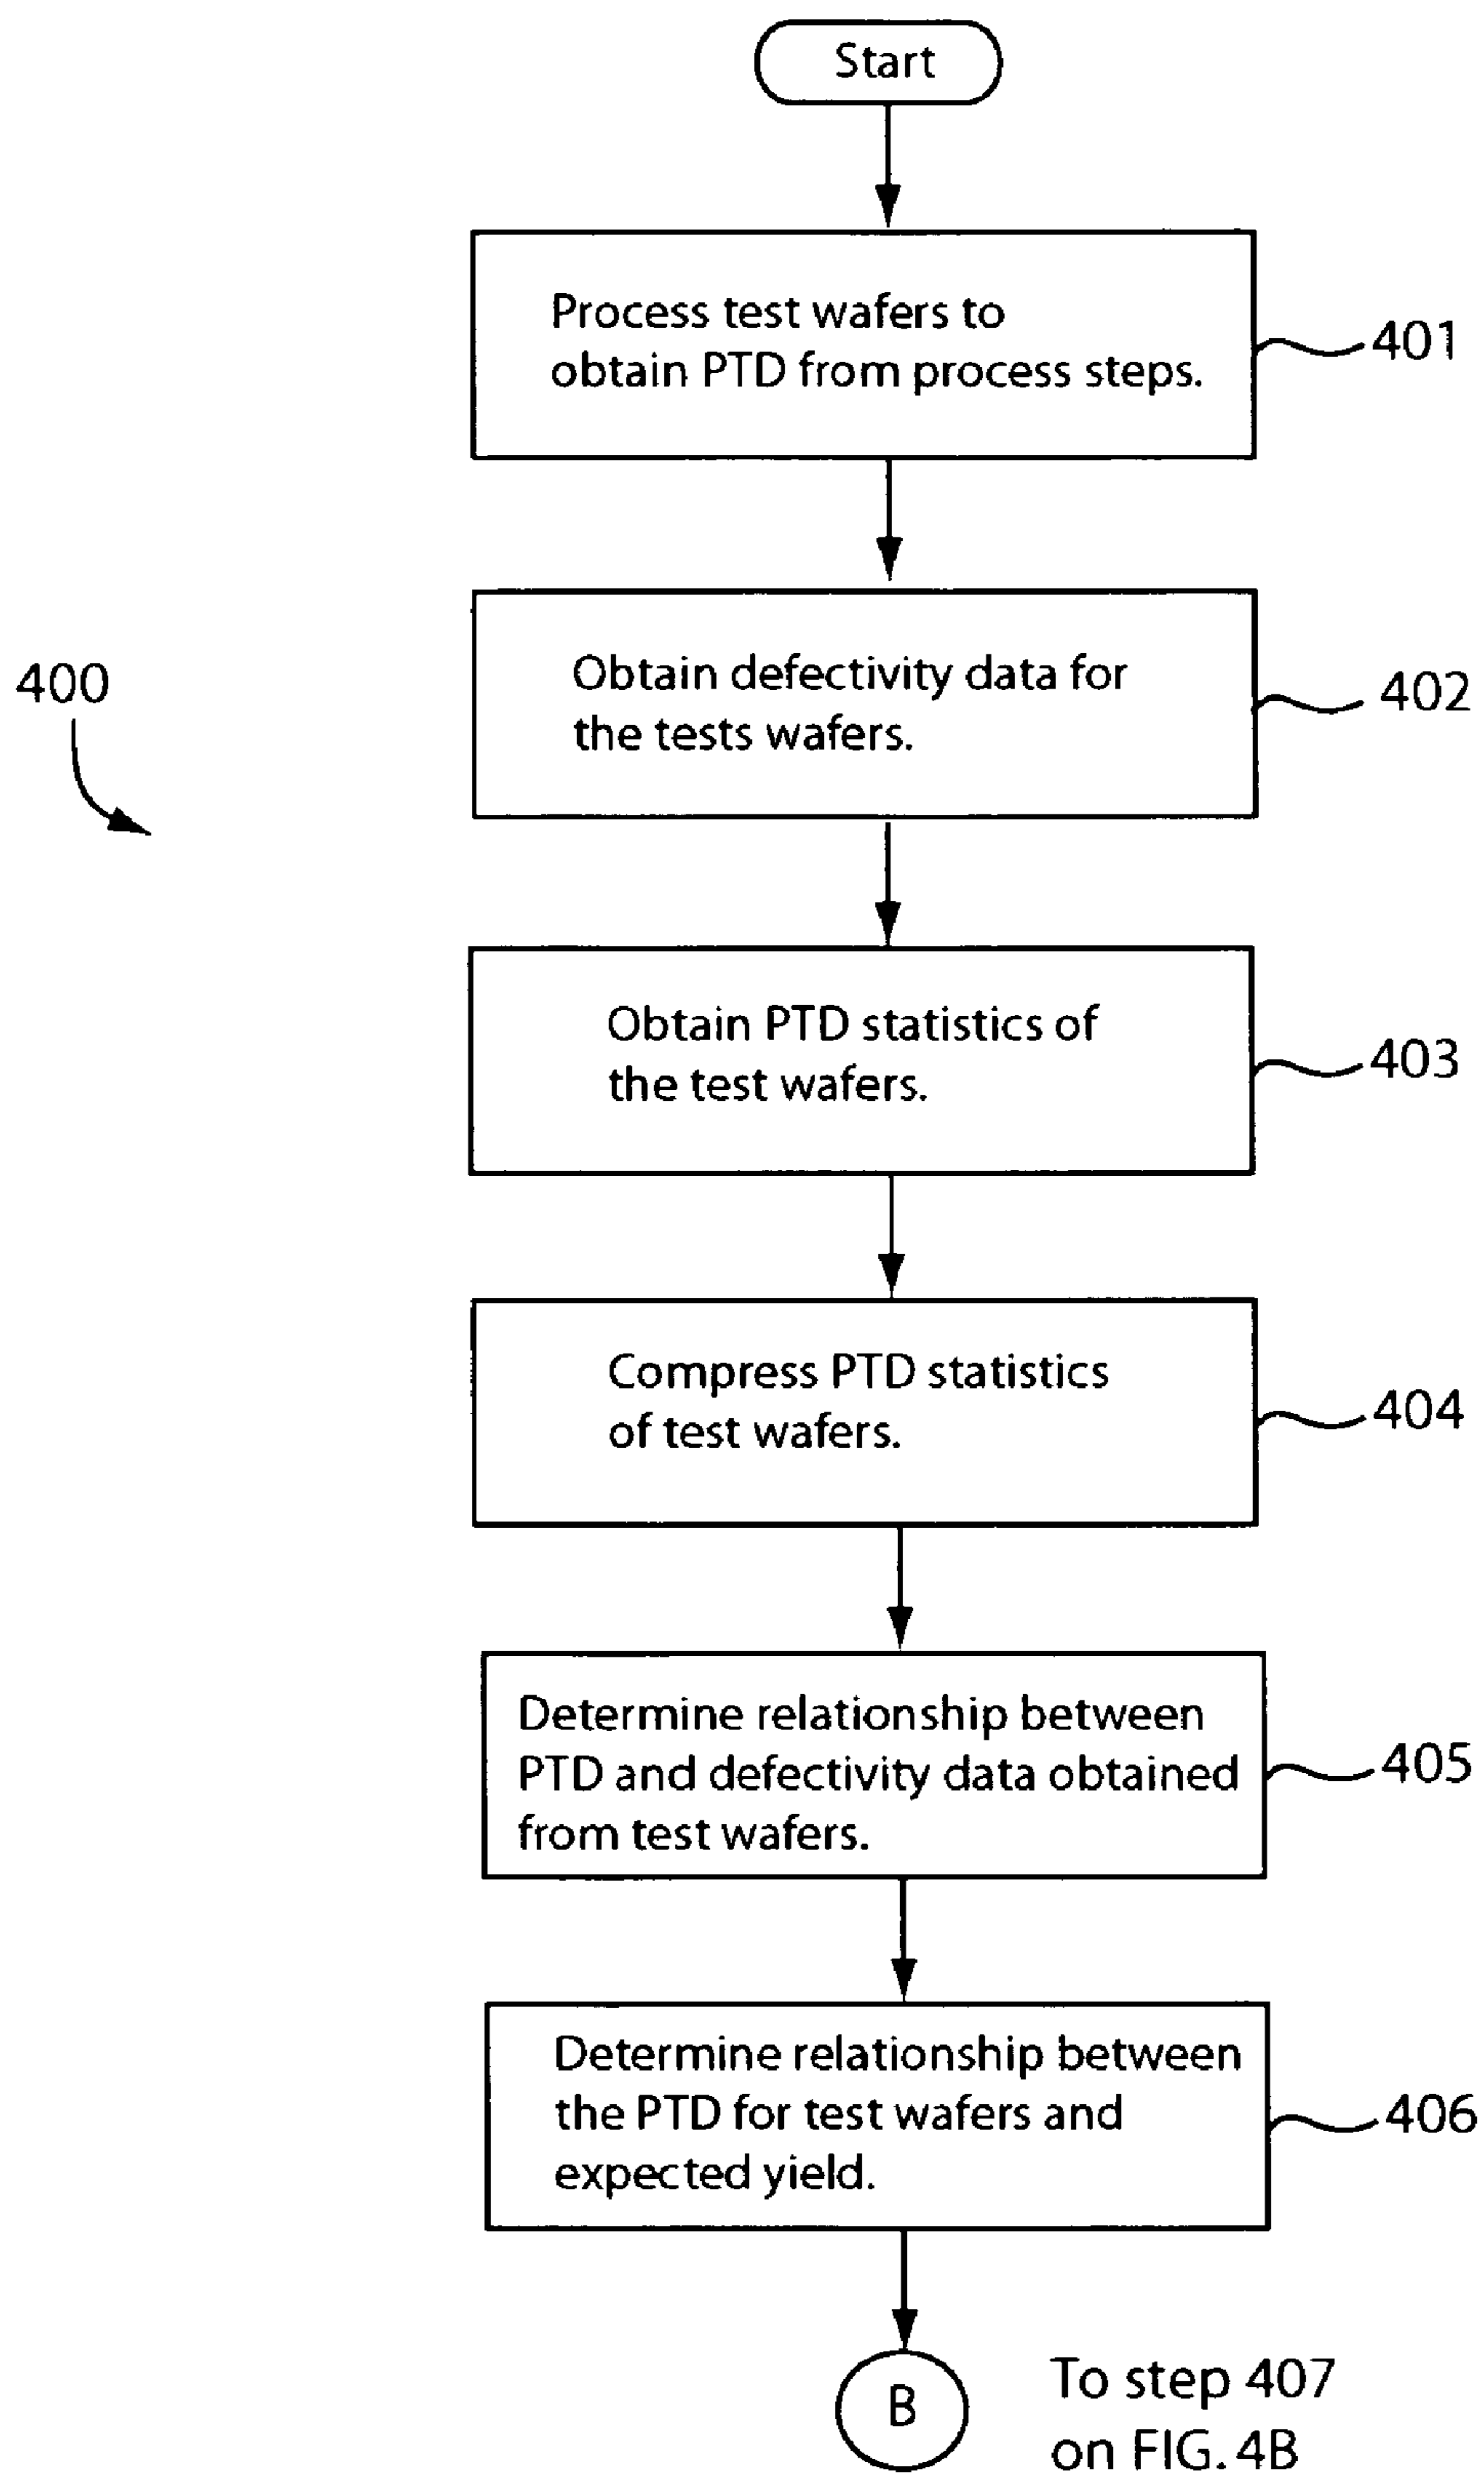 Start
Process test wafers to
obtain PTD from process steps.
401
400
Obtain defectivity data for
the tests wafers.
402
Obtain PTD statistics of
the test wafers.
403
Compress PTD statistics
of test wafers.
404
Determine relationship between
PTD and defectivity data obtained
from test wafers.
405
Determine relationship between
the PTD for test wafers and
expected yield.
406
B
To step 407
on FIG. 4B